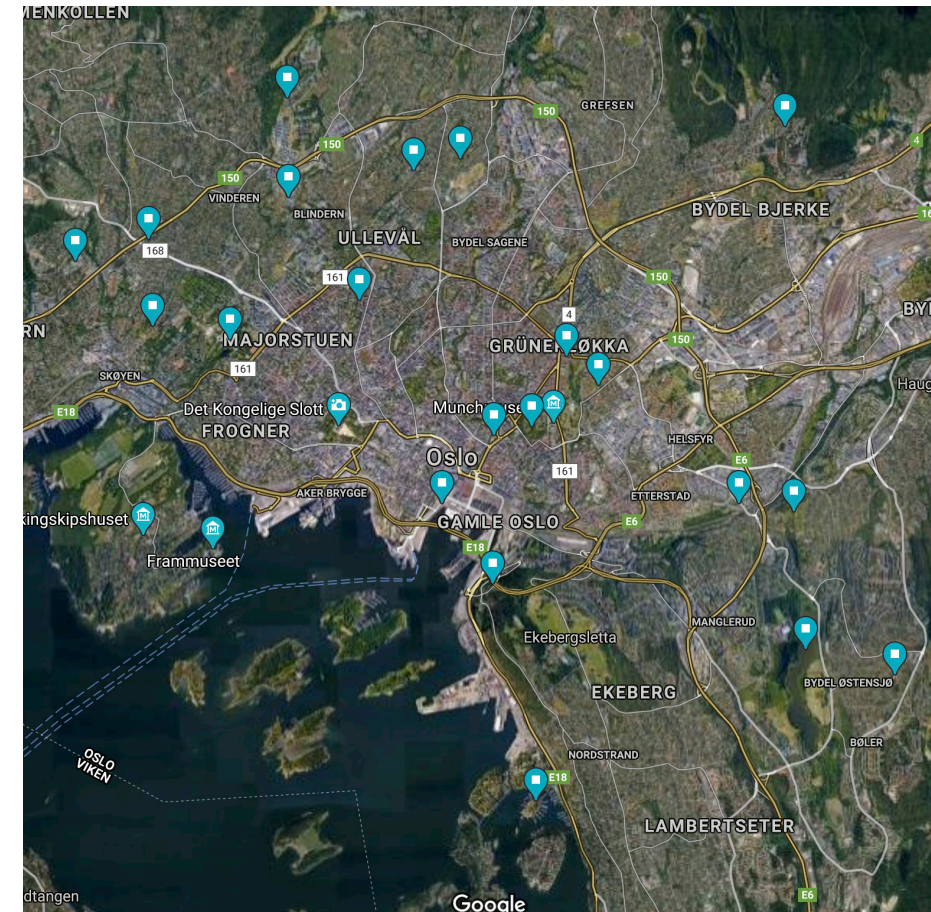 MENKOLLEN
GREFSEN
150
150
4
150
VINDEREN
BLINDERN
BYDEL BJERKE
16
ULLEVÅL
BYDEL SAGENE
168
161
150
4
BY
RN
MAJORSTUEN
GRÜNERLØKKA
150
161
SKØYEN
Haug
E18
Det Kongelige Slott
FROGNER
Munch
HELSFYR
Oslo
E6
161
AKER BRYGGE
ETTERSTAD
kingskipshuset
GAMLE OSLO
E6
E18
Frammuseet
MANGLERUD
Ekebergsletta
BYDEL ØSTENSJØ
EKEBERG
BØLER
NORDSTRAND
OSLO
VIKEN
E18
LAMBERTSETER
E6
dtangen
Google